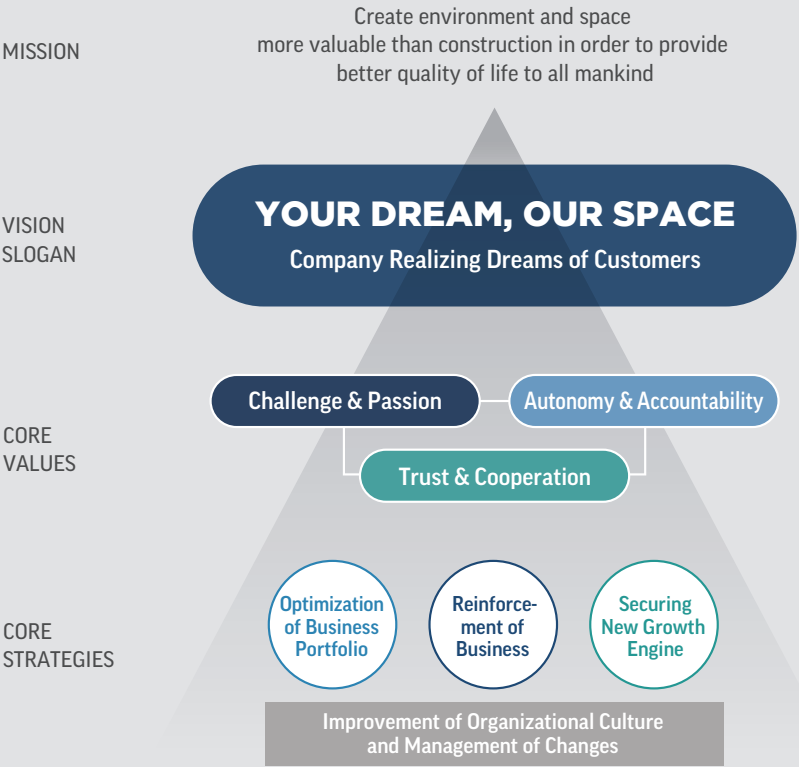 MISSION
Create environment and space
more valuable than construction in order to provide
better quality of life to all mankind
VISION
SLOGAN
YOUR DREAM, OUR SPACE
Company Realizing Dreams of Customers
CORE
VALUES
Challenge & Passion
Autonomy & Accountability
Trust & Cooperation
CORE
STRATEGIES
Optimization
of Business
Portfolio
Reinforce-
ment of
Business
Securing
New Growth
Engine
Improvement of Organizational Culture
and Management of Changes